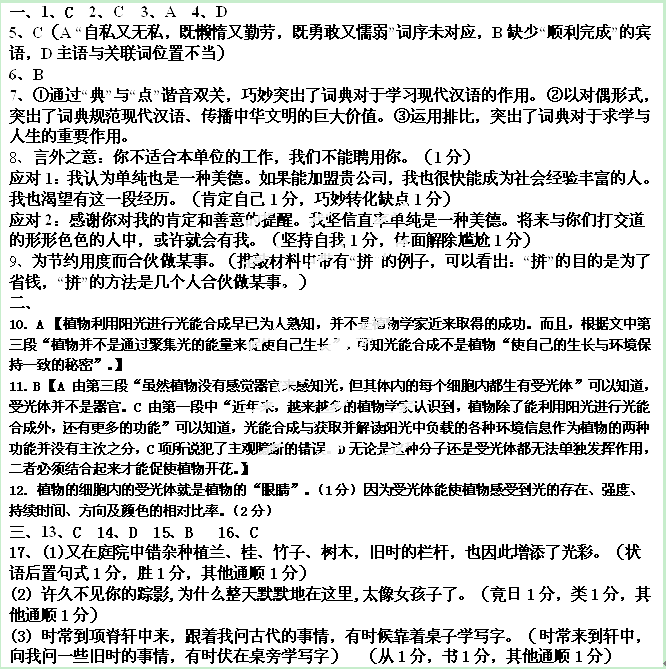 一、1、C  2、C  3、A  4、D
5、C（A“自私又无私，既懒惰又勤劳，既勇敢又懦弱”词序未对应，B缺少“顺利完成”的宾
语，D主语与关联词位置不当）
6、B
7、①通过“典”与“点”谐音双关，巧妙突出了词典对于学习现代汉语的作用。②以对偶形式，
突出了词典规范现代汉语、传播中华文明的巨大价值。③运用排比，突出了词典对于求学与
人生的重要作用。
8、言外之意：你不适合本单位的工作，我们不能聘用你。（1分）
应对1：我认为单纯也是一种美德。如果能加盟贵公司，我也很快能成为社会经验丰富的人。
我也渴望有这一段经历。（肯定自己1分，巧妙转化缺点1分）
应对2：感谢你对我的肯定和善意的提醒。我坚信直率单纯是一种美德。将来与你们打交道
的形形色色的人中，或许就会有我。（坚持自我1分，体面解除尴尬1分）
9、为节约用度而合伙做某事。（推敲材料中带有“拼”的例子，可以看出：“拼”的目的是为了
省钱，“拼”的方法是几个人合伙做某事。）
二、
10. A【植物利用阳光进行光能合成早已为人熟知，并不是植物学家近来取得的成功。而且，根据文中第
三段“植物并不是通过聚集光的能量来促使自己生长”，可知光能合成不是植物“使自己的生长与环境保
持一致的秘密”。】
11. B【A 由第三段“虽然植物没有感觉器官来感知光，但其体内的每个细胞内都生有受光体”可以知道，
受光体并不是器官。C 由第一段中“近年来，越来越多的植物学家认识到，植物除了能利用阳光进行光能
合成外，还有更多的功能”可以知道，光能合成与获取并解读阳光中负载的各种环境信息作为植物的两种
功能并没有主次之分，C项所说犯了主观臆断的错误。D无论是这种分子还是受光体都无法单独发挥作用，
二者必须结合起来才能促使植物开花。】
12. 植物的细胞内的受光体就是植物的“眼睛”。（1分）因为受光体能使植物感受到光的存在、强度、
持续时间、方向及颜色的相对比率。（2分）
三、13、C  14、D  15、B  16、C
17、(1)又在庭院中错杂种植兰、桂、竹子、树木，旧时的栏杆，也因此增添了光彩。（状
语后置句式1分，胜1分，其他通顺1分）
(2) 许久不见你的踪影,为什么整天默默地在这里,太像女孩子了。（竟日1分，类1分，其
他通顺1分）
(3) 时常到项脊轩中来，跟着我问古代的事情，有时候靠着桌子学写字。（时常来到轩中，
向我问一些旧时的事情，有时伏在桌旁学写字）  （从1分，书1分，其他通顺1分）